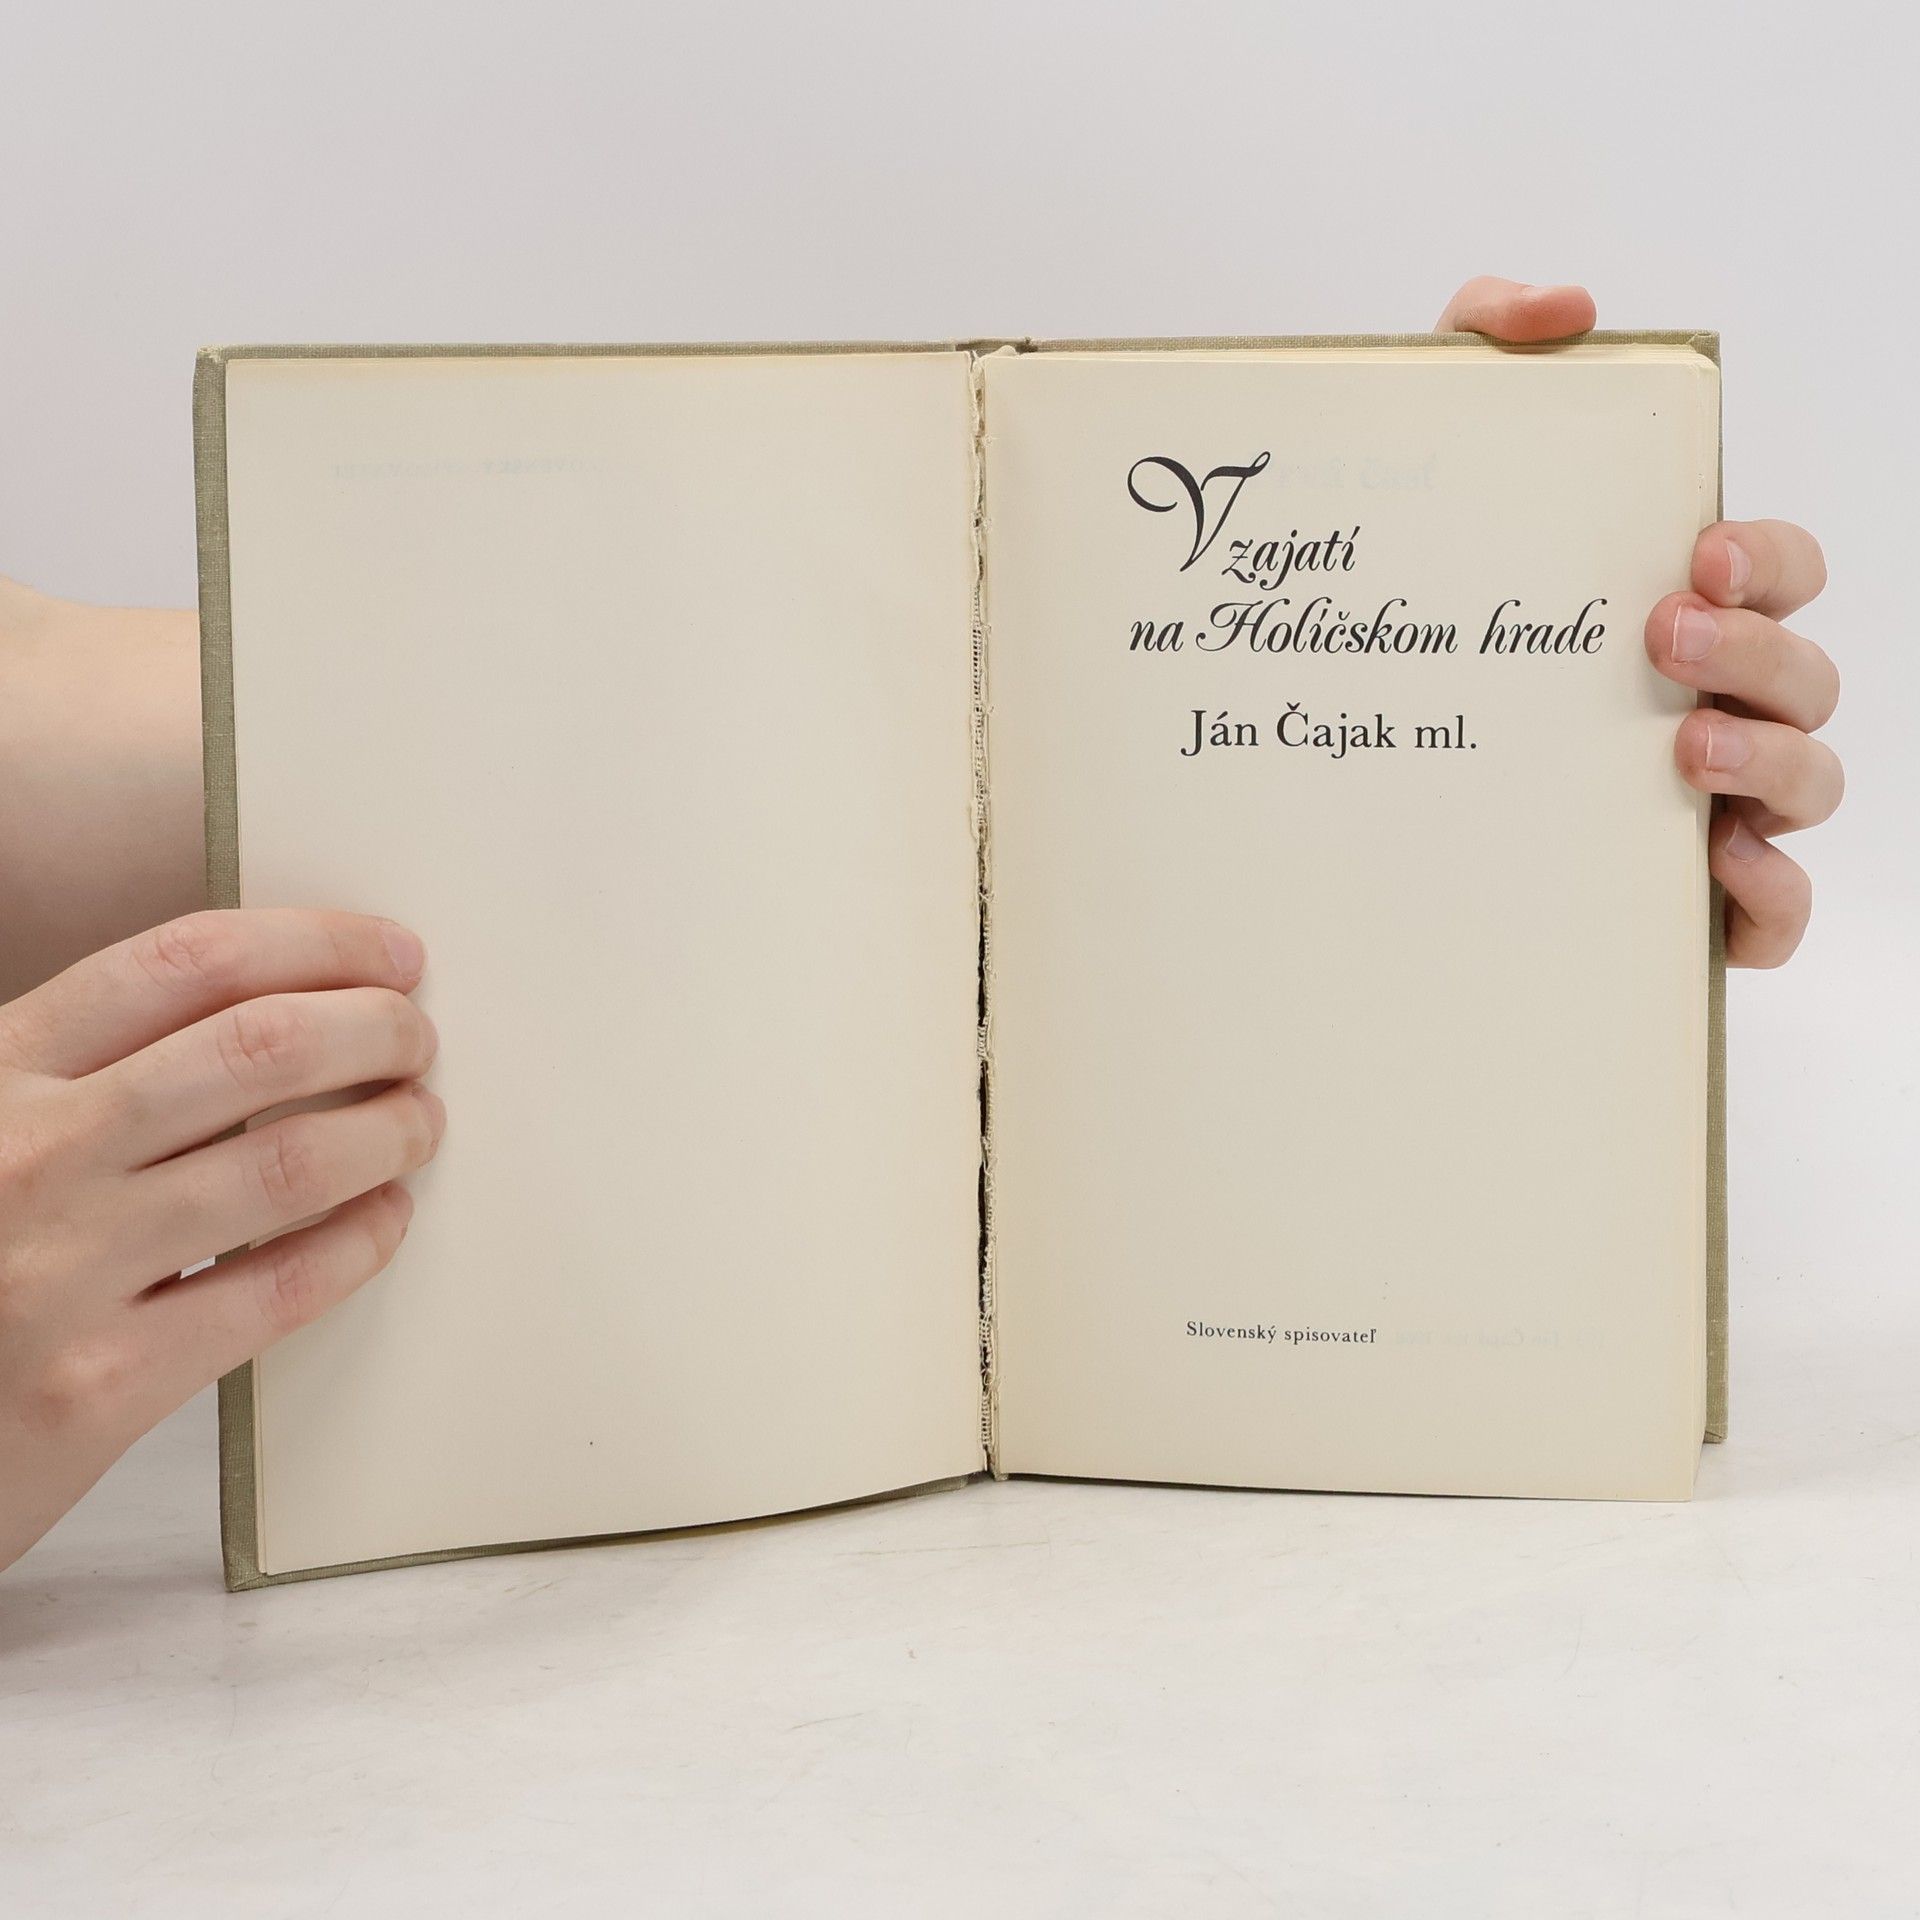 V zajatí
na Holíčskom hrade
Ján Čajak ml.
Slovenský spisovateľ